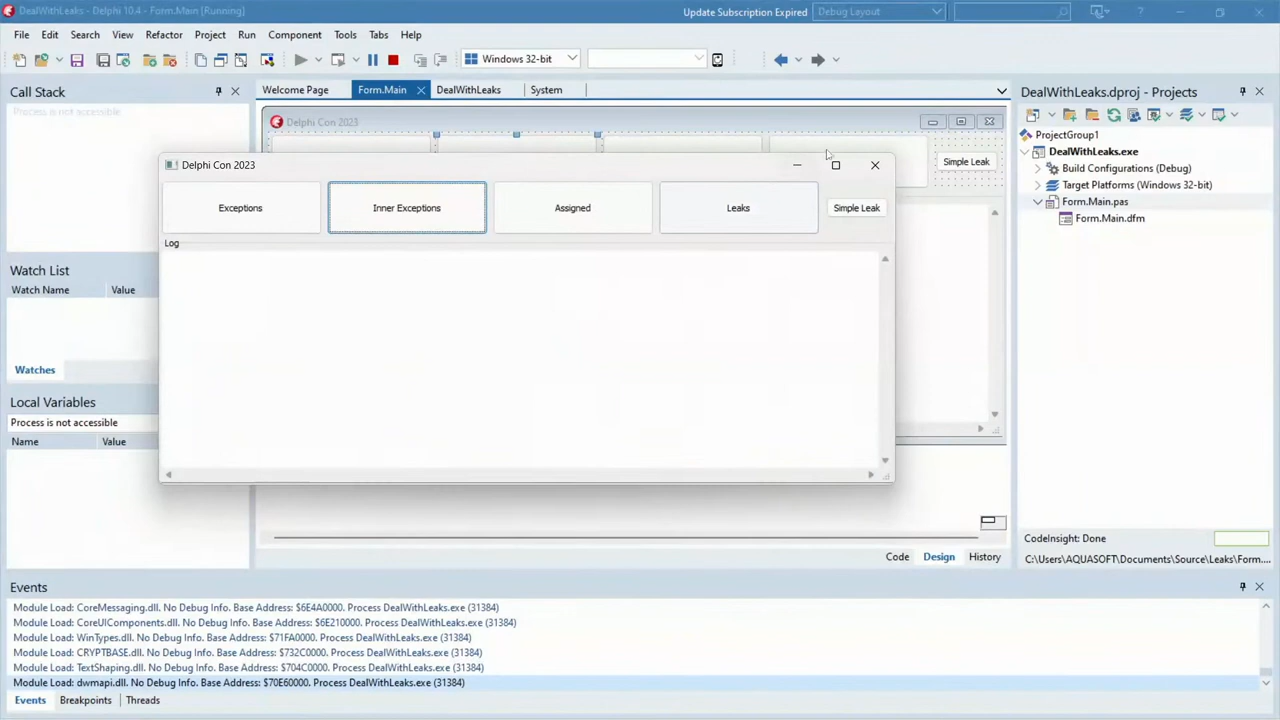 DealWithLeaks - Delphi 10.4 - Form.Main [Running]
Update Subscription Expired
Debug Layout
File Edit Search View Refactor Project Run Component Tools Tabs Help
Windows 32-bit
Call Stack
Process is not accessible
Welcome Page
Form.Main
DealWithLeaks
System
DealWithLeaks.dproj - Projects
Delphi Con 2023
Simple Leak
ProjectGroup1
DealWithLeaks.exe
Build Configurations (Debug)
Target Platforms (Windows 32-bit)
Form.Main.pas
Form.Main.dfm
Delphi Con 2023
Exceptions
Inner Exceptions
Assigned
Leaks
Simple Leak
Log
Watch List
Watch Name Value
Watches
Local Variables
Process is not accessible
Name Value
CodeInsight: Done
Code Design History
C:\Users\AQUASOFT\Documents\Source\Leaks\Form....
Events
Module Load: CoreMessaging.dll. No Debug Info. Base Address: $6E4A0000. Process DealWithLeaks.exe (31384)
Module Load: CoreUIComponents.dll. No Debug Info. Base Address: $6E210000. Process DealWithLeaks.exe (31384)
Module Load: WinTypes.dll. No Debug Info. Base Address: $71FA0000. Process DealWithLeaks.exe (31384)
Module Load: CRYPTBASE.dll. No Debug Info. Base Address: $732C0000. Process DealWithLeaks.exe (31384)
Module Load: TextShaping.dll. No Debug Info. Base Address: $704C0000. Process DealWithLeaks.exe (31384)
Module Load: dwmapi.dll. No Debug Info. Base Address: $70E60000. Process DealWithLeaks.exe (31384)
Events Breakpoints Threads